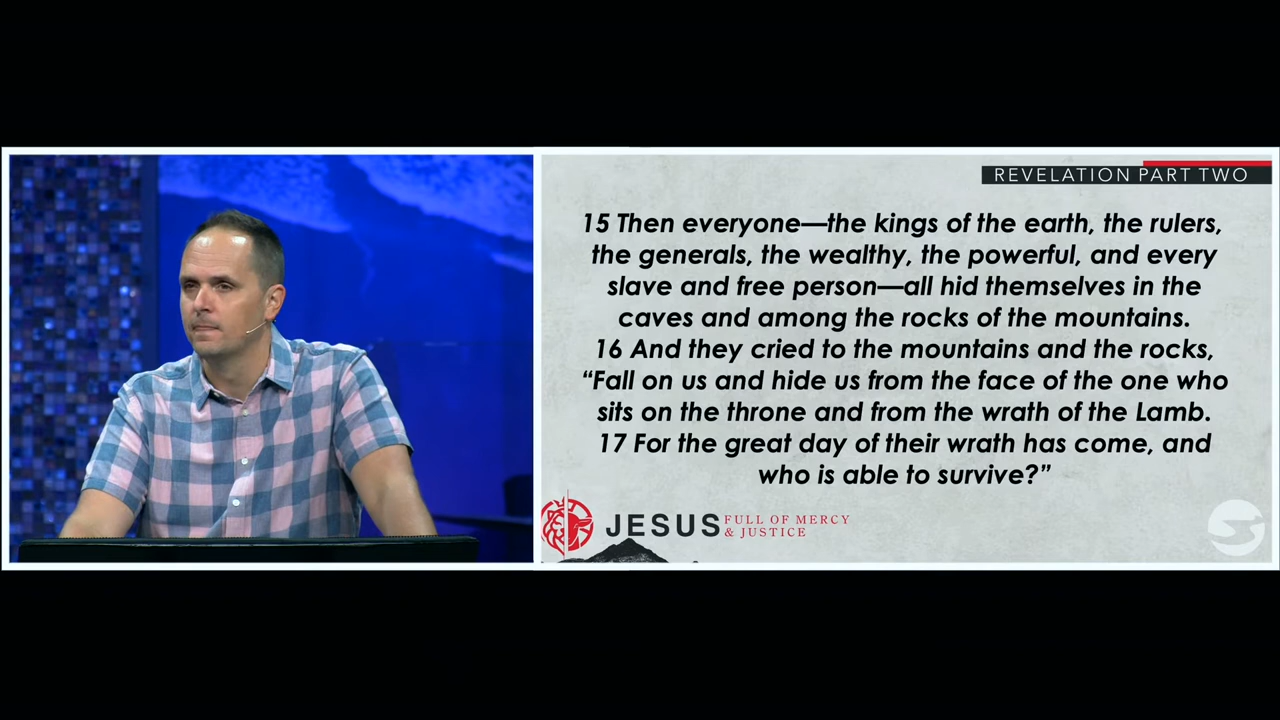 REVELATION PART TWO
15 Then everyone—the kings of the earth, the rulers,
the generals, the wealthy, the powerful, and every
slave and free person—all hid themselves in the
caves and among the rocks of the mountains.
16 And they cried to the mountains and the rocks,
“Fall on us and hide us from the face of the one who
sits on the throne and from the wrath of the Lamb.
17 For the great day of their wrath has come, and
who is able to survive?”
JESUS FULL OF MERCY
& JUSTICE